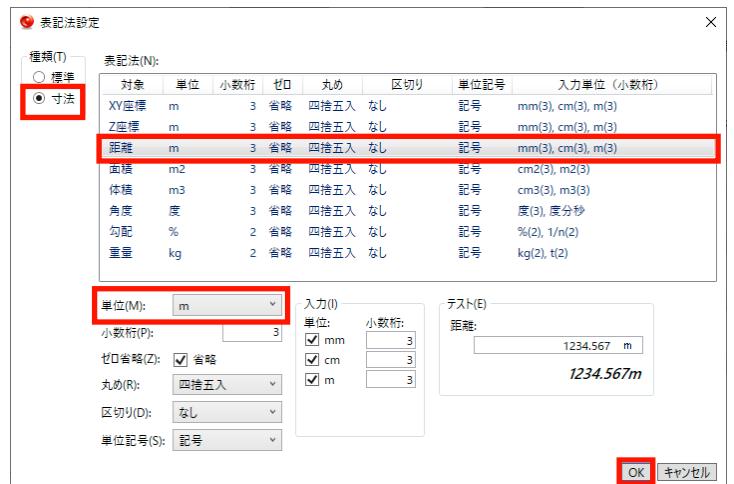 表記法設定
種類(T)
標準
寸法
表記法(N):
対象 単位 小数桁 ゼロ 丸め 区切り 単位記号 入力単位（小数桁）
XY座標 m 3 省略 四捨五入 なし 記号 mm(3), cm(3), m(3)
Z座標 m 3 省略 四捨五入 なし 記号 mm(3), cm(3), m(3)
距離 m 3 省略 四捨五入 なし 記号 mm(3), cm(3), m(3)
面積 m2 3 省略 四捨五入 なし 記号 cm2(3), m2(3)
体積 m3 3 省略 四捨五入 なし 記号 cm3(3), m3(3)
角度 度 3 省略 四捨五入 なし 記号 度(3), 度分秒
勾配 % 2 省略 四捨五入 なし 記号 %(2), 1/n(2)
重量 kg 2 省略 四捨五入 なし 記号 kg(2), t(2)
単位(M): m
小数桁(P): 3
ゼロ省略(Z): 省略
丸め(R): 四捨五入
区切り(D): なし
単位記号(S): 記号
入力(I)
単位: 小数桁:
mm 3
cm 3
m 3
テスト(E)
距離:
1234.567 m
1234.567m
OK キャンセル